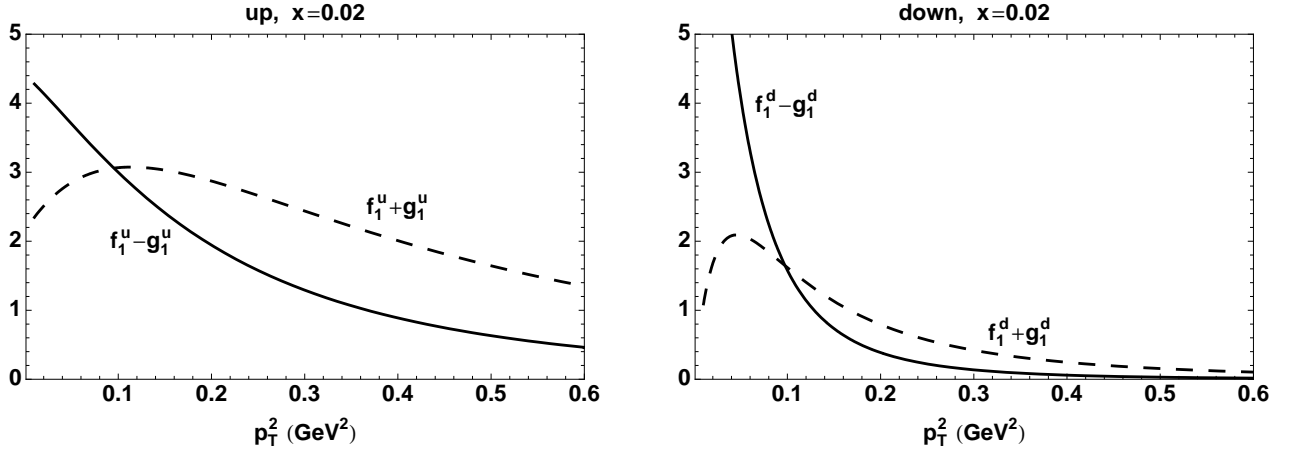 up, x=0.02
5
4
3
2
1
0
f₁ᵘ−g₁ᵘ
f₁ᵘ+g₁ᵘ
0.1 0.2 0.3 0.4 0.5 0.6
p_T² (GeV²)
down, x=0.02
5
4
3
2
1
0
f₁ᵈ−g₁ᵈ
f₁ᵈ+g₁ᵈ
0.1 0.2 0.3 0.4 0.5 0.6
p_T² (GeV²)